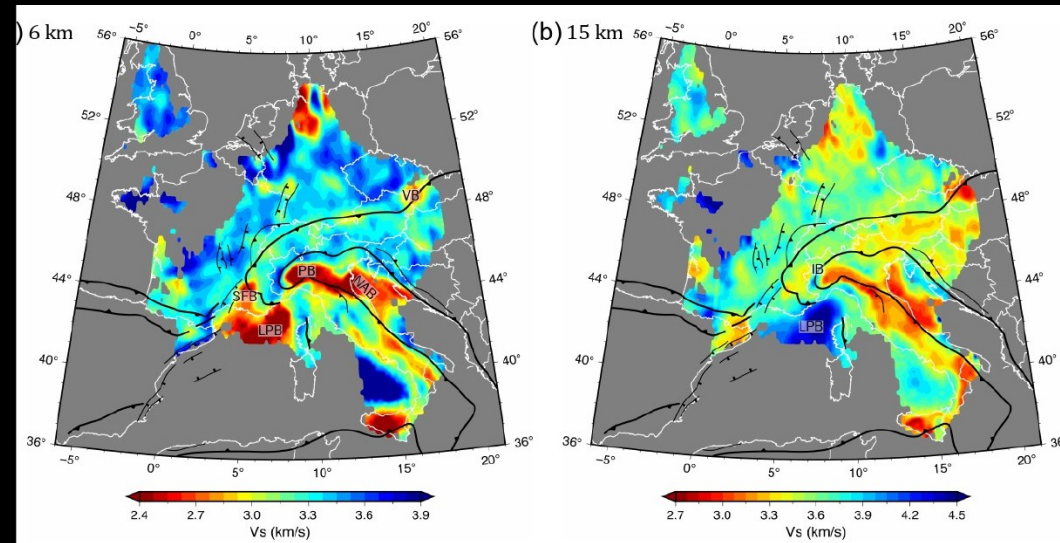 ) 6 km
−5° 0° 5° 10° 15° 20°
56° 56°
52° 52°
48° 48°
VB
44° 44°
PB
NAB
SFB
LPB
40° 40°
36° 36°
−5° 0° 5° 10° 15° 20°
2.4 2.7 3.0 3.3 3.6 3.9
Vs (km/s)
(b) 15 km
−5° 0° 5° 10° 15° 20°
56° 56°
52° 52°
48° 48°
44° 44°
IB
LPB
40° 40°
36° 36
−5° 0° 5° 10° 15° 20°
2.7 3.0 3.3 3.6 3.9 4.2 4.5
Vs (km/s)